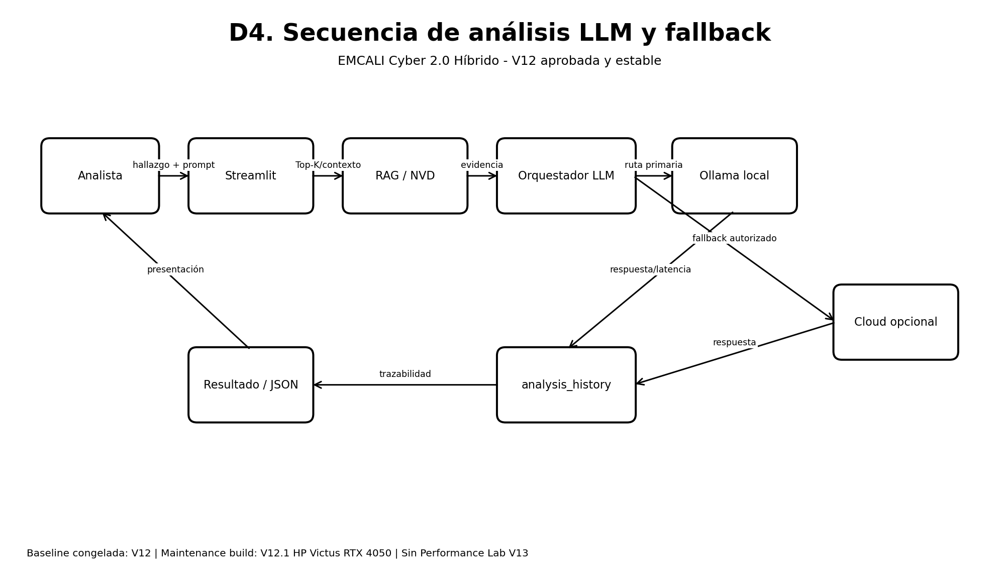 D4. Secuencia de análisis LLM y fallback
EMCALI Cyber 2.0 Híbrido - V12 aprobada y estable
hallazgo + prompt
Top-K/contexto
evidencia
ruta primaria
Analista
Streamlit
RAG / NVD
Orquestador LLM
Ollama local
fallback autorizado
presentación
respuesta/latencia
Cloud opcional
respuesta
trazabilidad
Resultado / JSON
analysis_history
Baseline congelada: V12 | Maintenance build: V12.1 HP Victus RTX 4050 | Sin Performance Lab V13